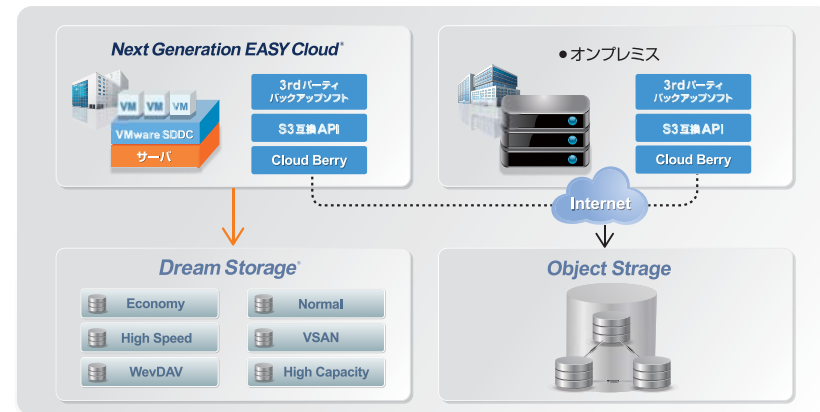 Next Generation EASY Cloud®
VM VM VM
VMware SDDC
サーバ
3rdパーティ
バックアップソフト
S3互換API
Cloud Berry
●オンプレミス
3rdパーティ
バックアップソフト
S3互換API
Cloud Berry
Internet
Dream Storage®
Economy
Normal
High Speed
VSAN
WevDAV
High Capacity
Object Strage